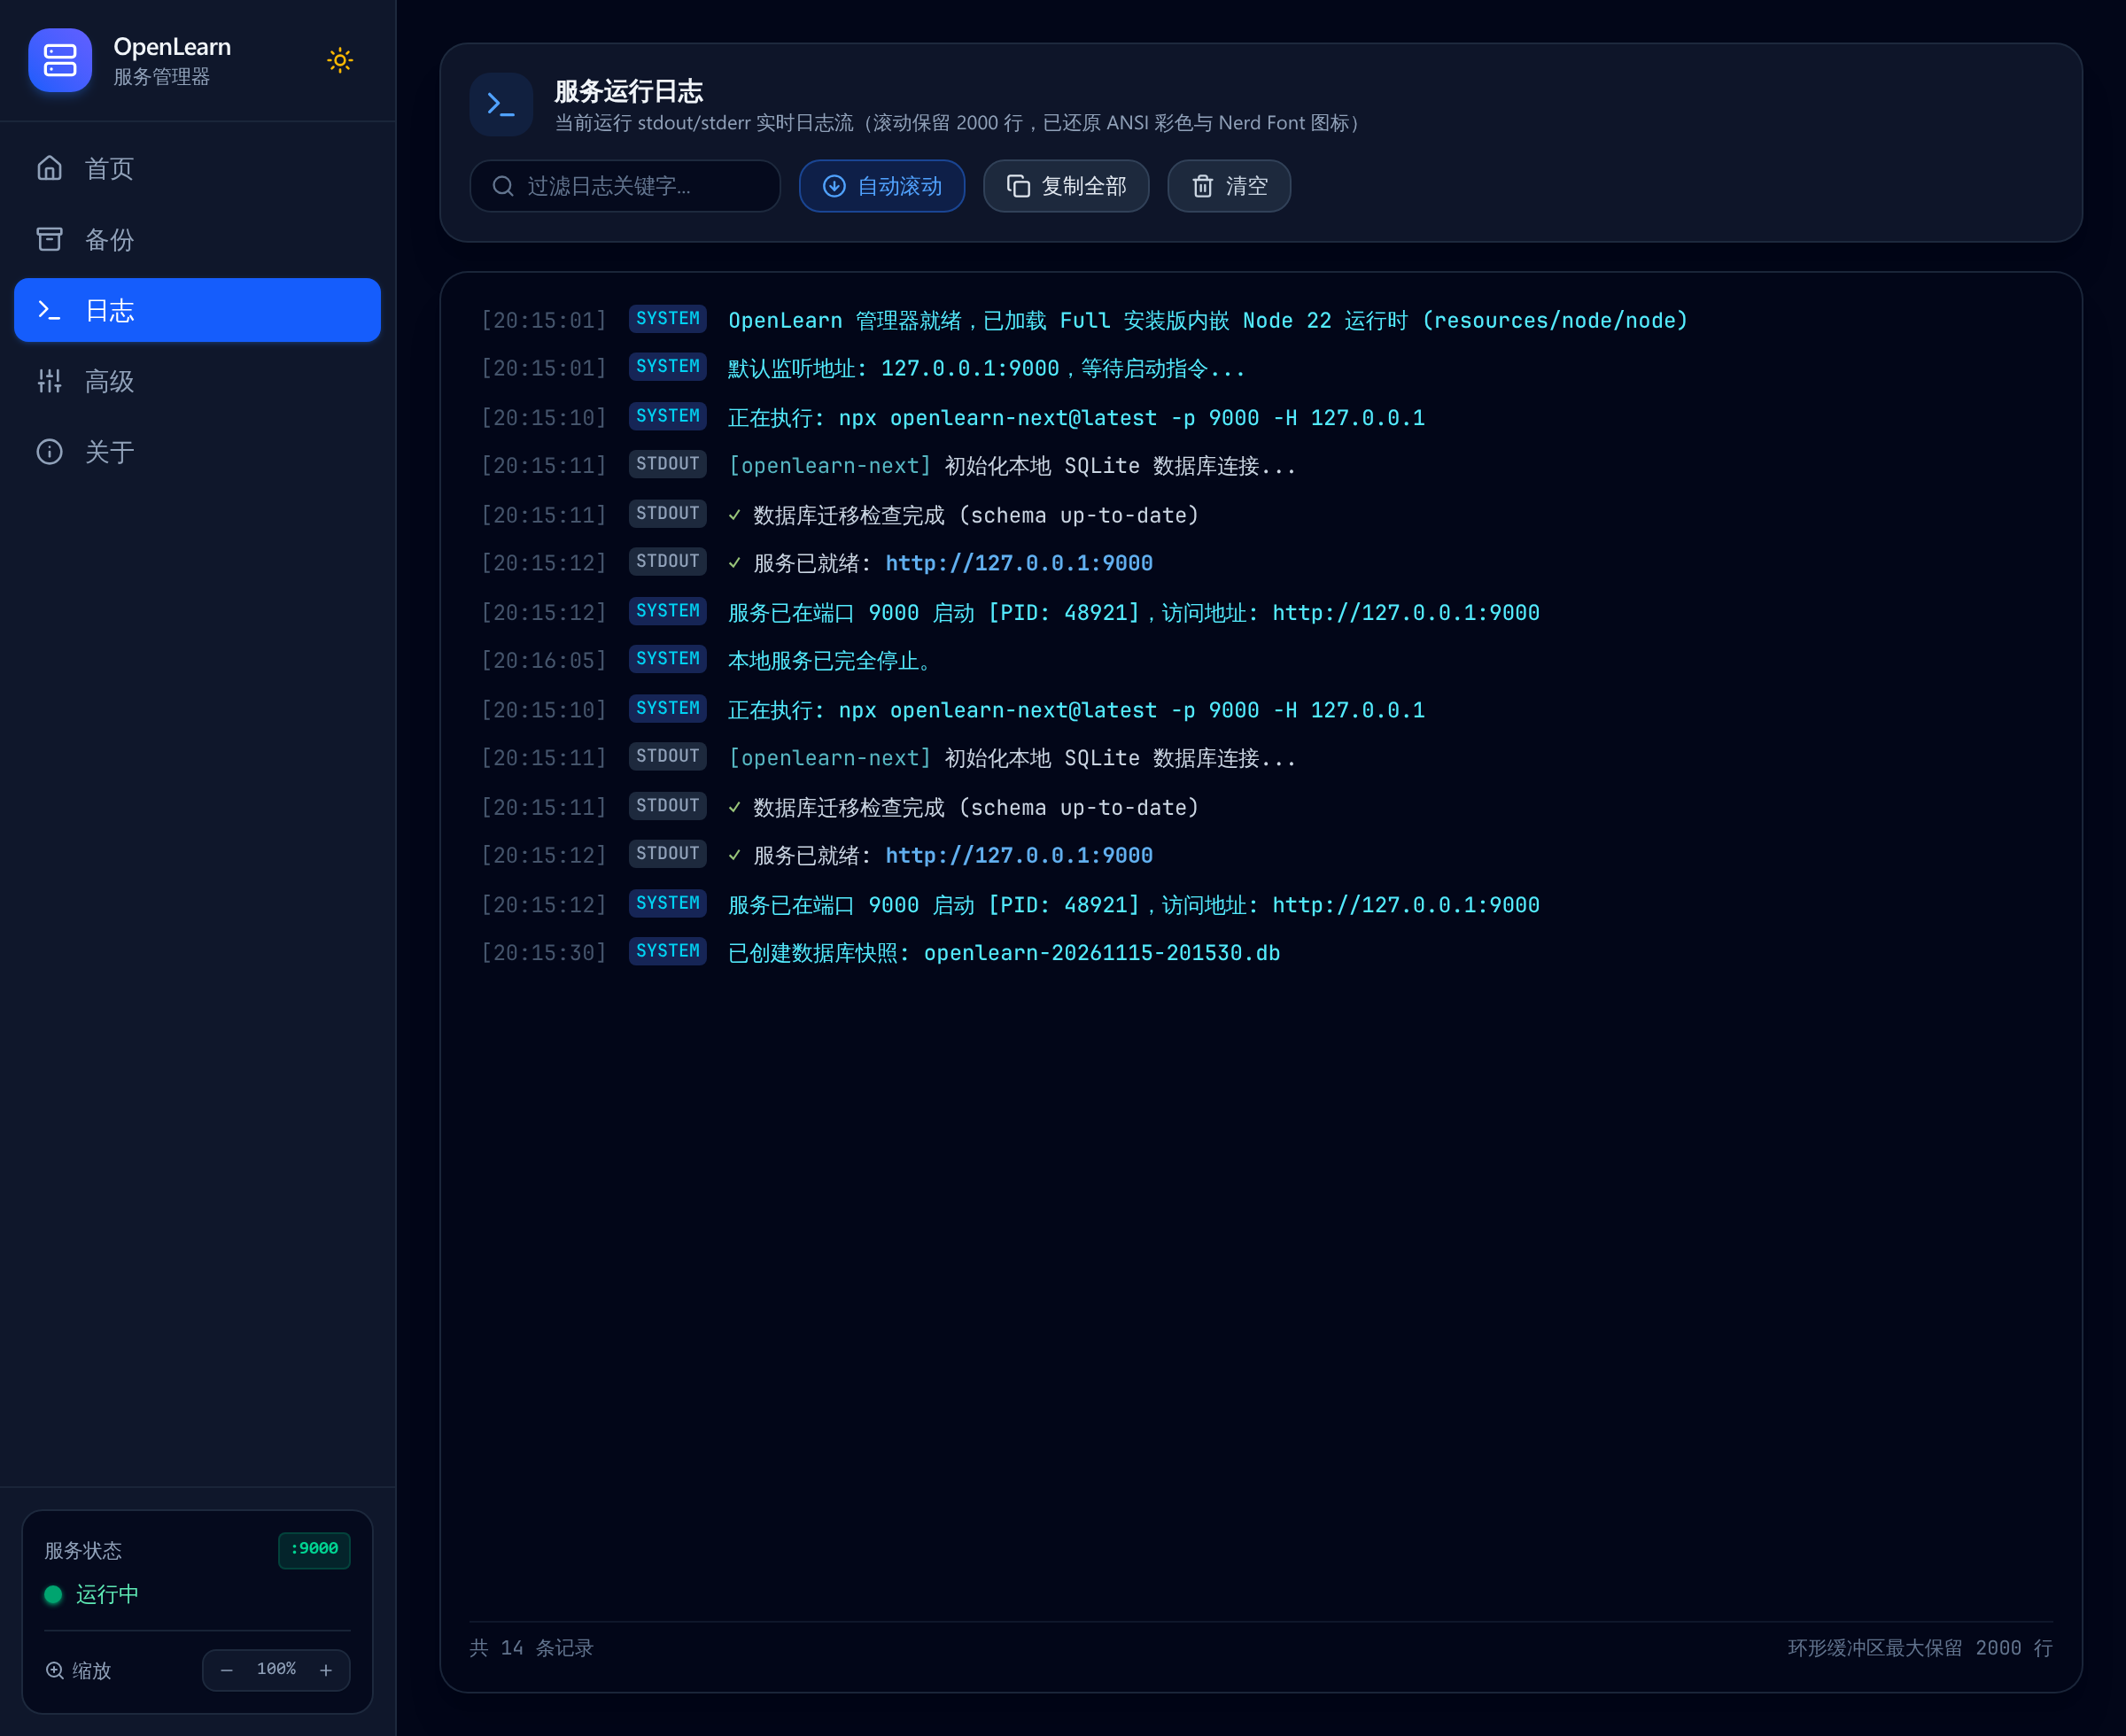 OpenLearn
服务管理器
首页
备份
日志
高级
关于
服务状态
:9000
运行中
缩放
− 100% +
服务运行日志
当前运行 stdout/stderr 实时日志流（滚动保留 2000 行，已还原 ANSI 彩色与 Nerd Font 图标）
过滤日志关键字...
自动滚动
复制全部
清空
[20:15:01] SYSTEM OpenLearn 管理器就绪，已加载 Full 安装版内嵌 Node 22 运行时 (resources/node/node)
[20:15:01] SYSTEM 默认监听地址: 127.0.0.1:9000，等待启动指令...
[20:15:10] SYSTEM 正在执行: npx openlearn-next@latest -p 9000 -H 127.0.0.1
[20:15:11] STDOUT [openlearn-next] 初始化本地 SQLite 数据库连接...
[20:15:11] STDOUT ✓ 数据库迁移检查完成 (schema up-to-date)
[20:15:12] STDOUT ✓ 服务已就绪: http://127.0.0.1:9000
[20:15:12] SYSTEM 服务已在端口 9000 启动 [PID: 48921]，访问地址: http://127.0.0.1:9000
[20:16:05] SYSTEM 本地服务已完全停止。
[20:15:10] SYSTEM 正在执行: npx openlearn-next@latest -p 9000 -H 127.0.0.1
[20:15:11] STDOUT [openlearn-next] 初始化本地 SQLite 数据库连接...
[20:15:11] STDOUT ✓ 数据库迁移检查完成 (schema up-to-date)
[20:15:12] STDOUT ✓ 服务已就绪: http://127.0.0.1:9000
[20:15:12] SYSTEM 服务已在端口 9000 启动 [PID: 48921]，访问地址: http://127.0.0.1:9000
[20:15:30] SYSTEM 已创建数据库快照: openlearn-20261115-201530.db
共 14 条记录
环形缓冲区最大保留 2000 行